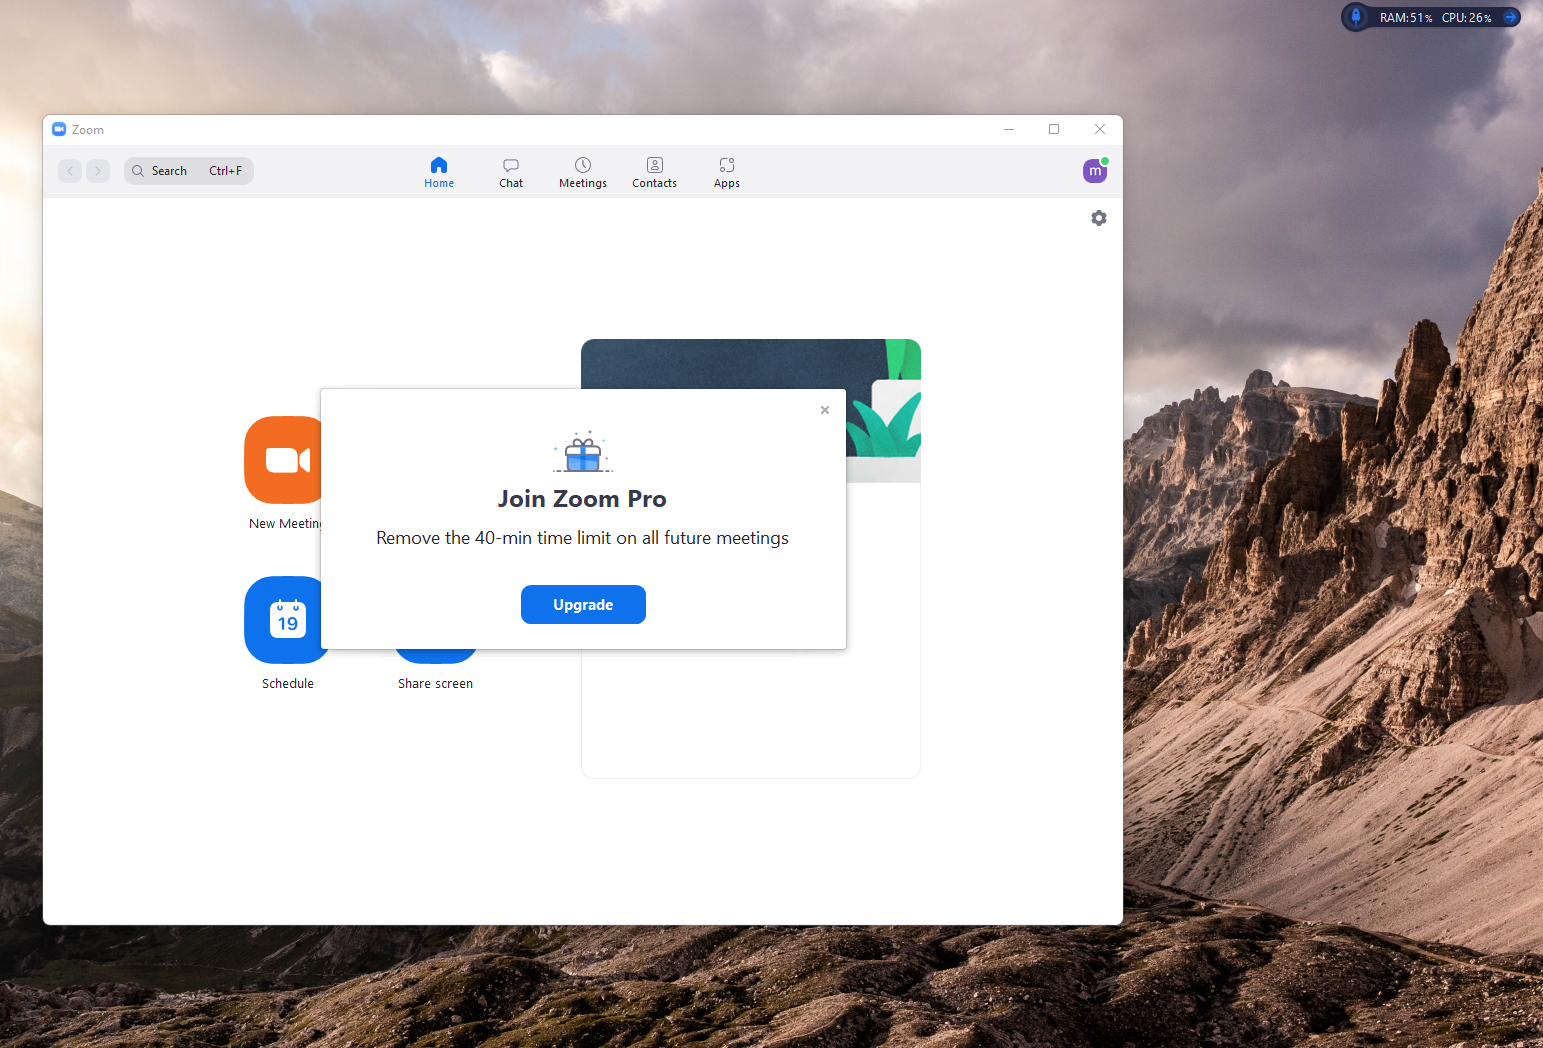 RAM:51% CPU:26%
Zoom
Search Ctrl+F
Home Chat Meetings Contacts Apps
m
Join Zoom Pro
Remove the 40-min time limit on all future meetings
Upgrade
New Meeting
19
Schedule Share screen